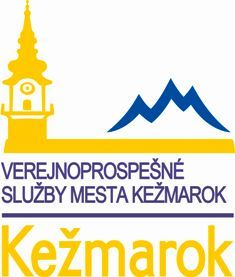 VEREJNOPROSPEŠNÉ
SLUŽBY MESTA KEŽMAROK
Kežmarok